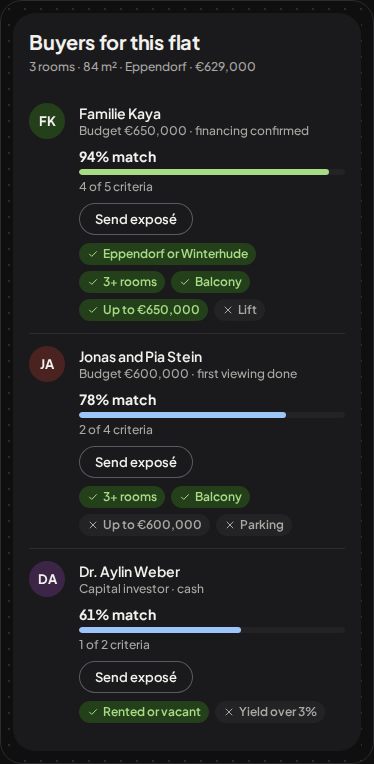 Buyers for this flat
3 rooms · 84 m² · Eppendorf · €629,000
FK
Familie Kaya
Budget €650,000 · financing confirmed
94% match
4 of 5 criteria
Send exposé
Eppendorf or Winterhude
3+ rooms
Balcony
Up to €650,000
Lift
JA
Jonas and Pia Stein
Budget €600,000 · first viewing done
78% match
2 of 4 criteria
Send exposé
3+ rooms
Balcony
Up to €600,000
Parking
DA
Dr. Aylin Weber
Capital investor · cash
61% match
1 of 2 criteria
Send exposé
Rented or vacant
Yield over 3%